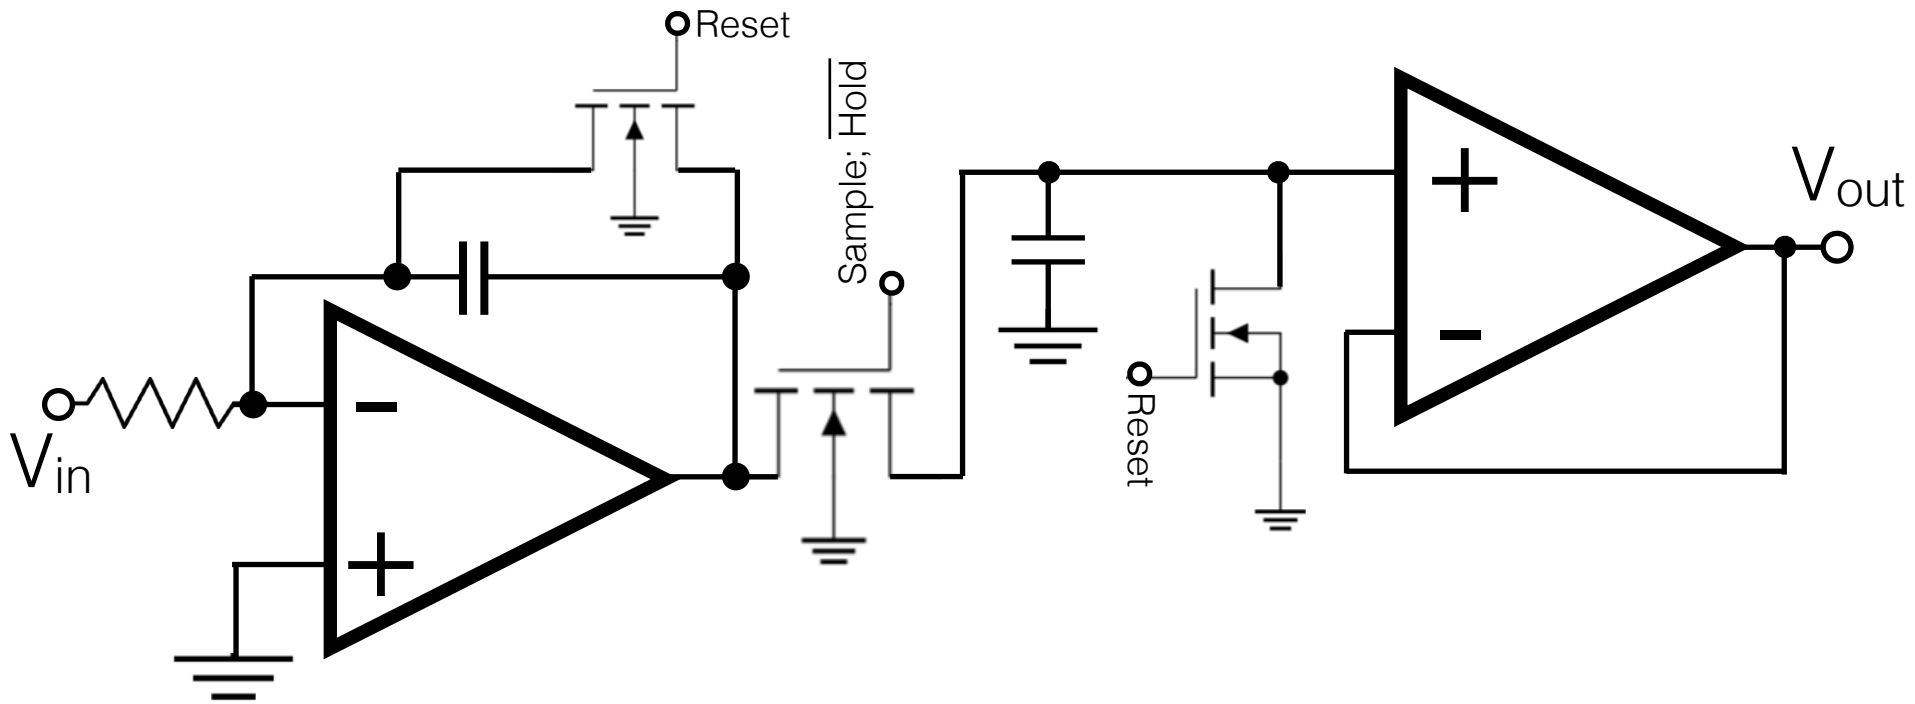 Reset
Sample; Hold
Vout
Vin
Reset
− 
+
+
−